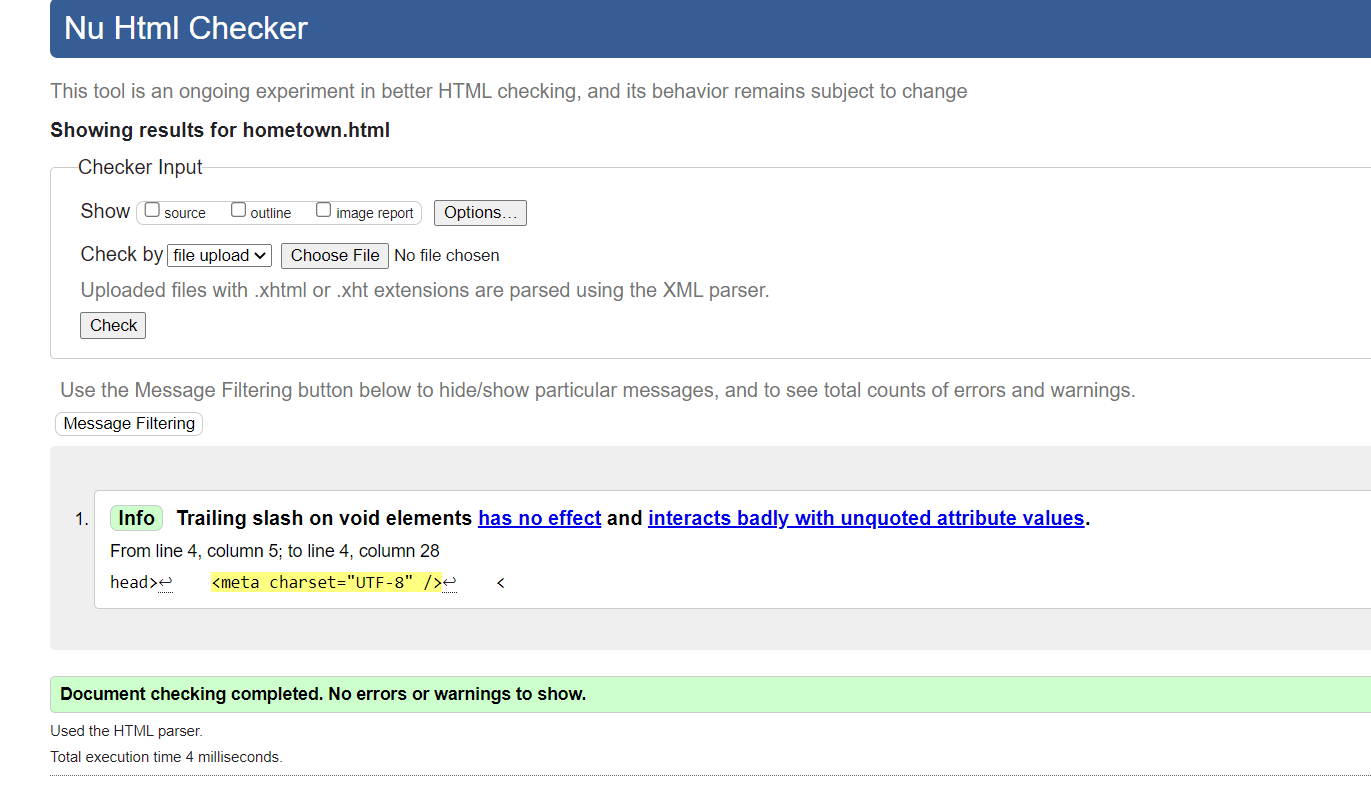 Nu Html Checker
This tool is an ongoing experiment in better HTML checking, and its behavior remains subject to change
Showing results for hometown.html
Checker Input
Show source outline image report Options...
Check by file upload Choose File No file chosen
Uploaded files with .xhtml or .xht extensions are parsed using the XML parser.
Check
Use the Message Filtering button below to hide/show particular messages, and to see total counts of errors and warnings.
Message Filtering
1. Info Trailing slash on void elements has no effect and interacts badly with unquoted attribute values.
From line 4, column 5; to line 4, column 28
head>↩ <meta charset="UTF-8" />↩ <
Document checking completed. No errors or warnings to show.
Used the HTML parser.
Total execution time 4 milliseconds.